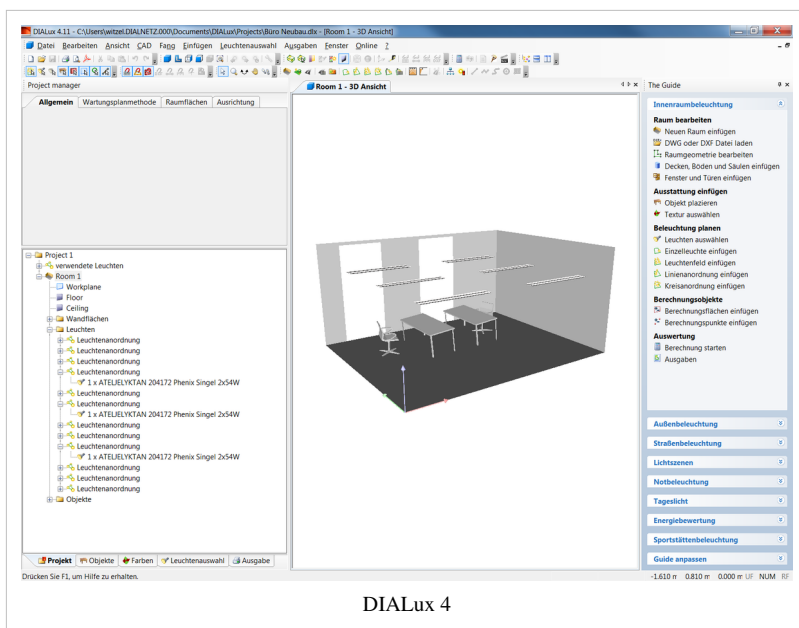 DIALux 4.11 - C:\Users\witzel.DIALNETZ.000\Documents\DIALux\Projects\Büro Neubau.dlx - [Room 1 - 3D Ansicht]
Datei Bearbeiten Ansicht CAD Fang Einfügen Leuchtenauswahl Ausgaben Fenster Online ?
Project manager
Allgemein Wartungsplanmethode Raumflächen Ausrichtung
Project 1
verwendete Leuchten
Room 1
Workplane
Floor
Ceiling
Wandflächen
Leuchten
Leuchtenanordnung
Leuchtenanordnung
Leuchtenanordnung
Leuchtenanordnung
1 x ATELJELYKTAN 204172 Phenix Singel 2x54W
Leuchtenanordnung
Leuchtenanordnung
1 x ATELJELYKTAN 204172 Phenix Singel 2x54W
Leuchtenanordnung
Leuchtenanordnung
Leuchtenanordnung
1 x ATELJELYKTAN 204172 Phenix Singel 2x54W
Leuchtenanordnung
Leuchtenanordnung
Leuchtenanordnung
Objekte
Projekt Objekte Farben Leuchtenauswahl Ausgabe
Room 1 - 3D Ansicht
The Guide
Innenraumbeleuchtung
Raum bearbeiten
Neuen Raum einfügen
DWG oder DXF Datei laden
Raumgeometrie bearbeiten
Decken, Böden und Säulen einfügen
Fenster und Türen einfügen
Ausstattung einfügen
Objekt plazieren
Textur auswählen
Beleuchtung planen
Leuchten auswählen
Einzelleuchte einfügen
Leuchtenfeld einfügen
Linienanordnung einfügen
Kreisanordnung einfügen
Berechnungsobjekte
Berechnungsflächen einfügen
Berechnungspunkte einfügen
Auswertung
Berechnung starten
Ausgaben
Außenbeleuchtung
Straßenbeleuchtung
Lichtszenen
Notbeleuchtung
Tageslicht
Energiebewertung
Sportstättenbeleuchtung
Guide anpassen
Drücken Sie F1, um Hilfe zu erhalten.
-1.610 m 0.810 m 0.000 m UF NUM RF
DIALux 4